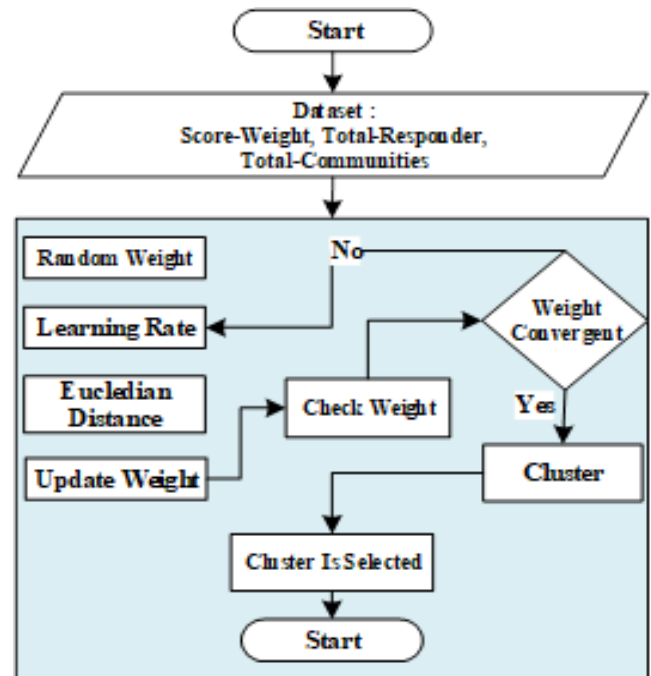 Start
Dataset :
Score-Weight, Total-Responder,
Total-Communities
Random Weight
No
Learning Rate
Weight
Convergent
Eucledian
Distance
Check Weight
Yes
Update Weight
Cluster
Cluster Is Selected
Start